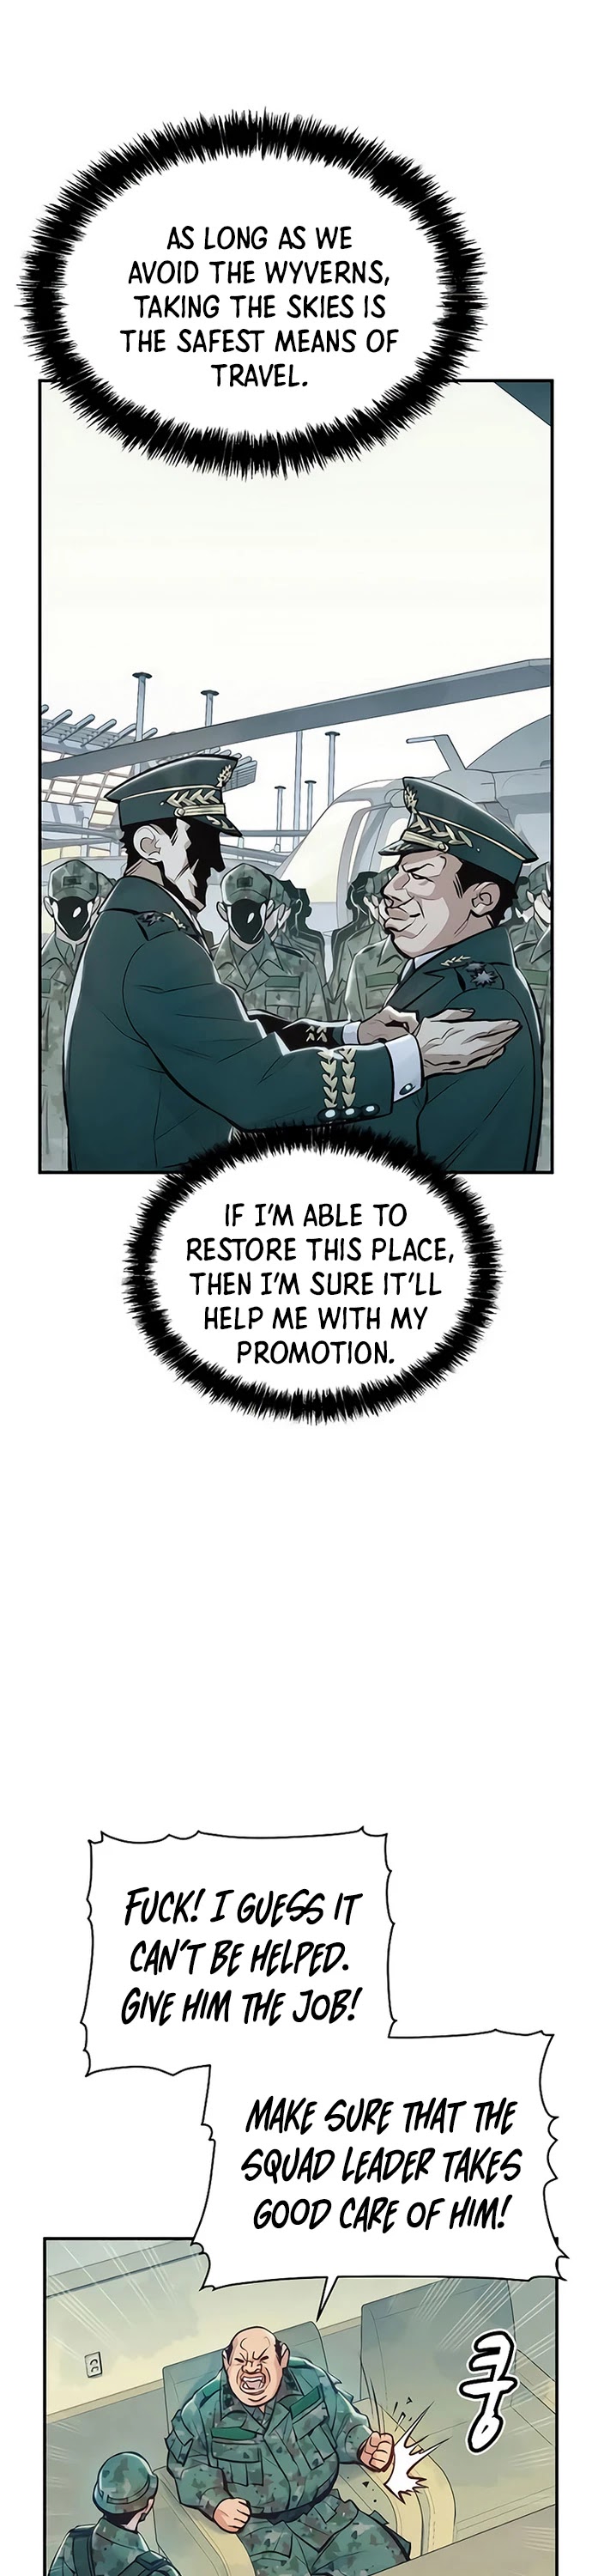 AS LONG AS WE
AVOID THE WYVERNS,
TAKING THE SKIES IS
THE SAFEST MEANS OF
TRAVEL.
IF I'M ABLE TO
RESTORE THIS PLACE,
THEN I'M SURE IT'LL
HELP ME WITH MY
PROMOTION.
FUCK! I GUESS IT
CAN'T BE HELPED.
GIVE HIM THE JOB!
MAKE SURE THAT THE
SQUAD LEADER TAKES
GOOD CARE OF HIM!
쿵